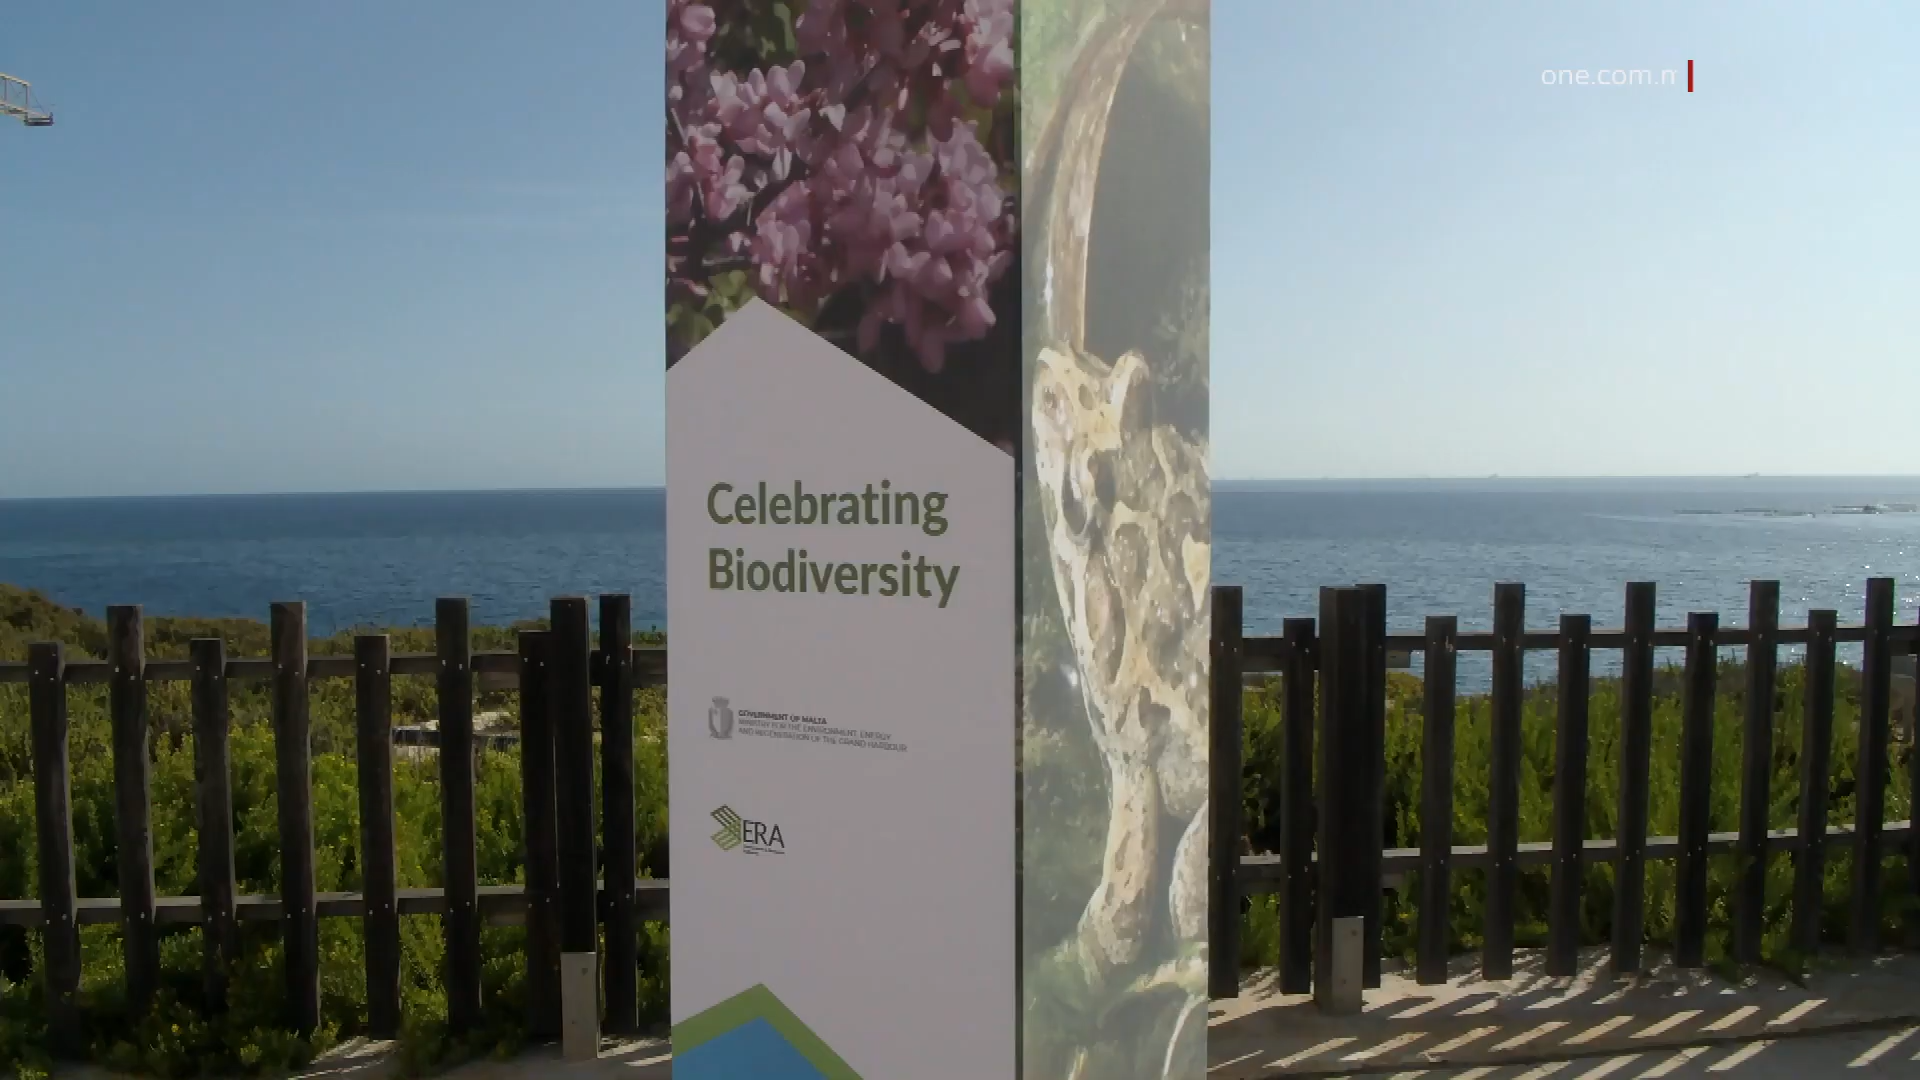 one.com.m
Celebrating
Biodiversity
GOVERNMENT OF MALTA
MINISTRY FOR THE ENVIRONMENT, ENERGY
AND REGENERATION OF THE GRAND HARBOUR
ERA